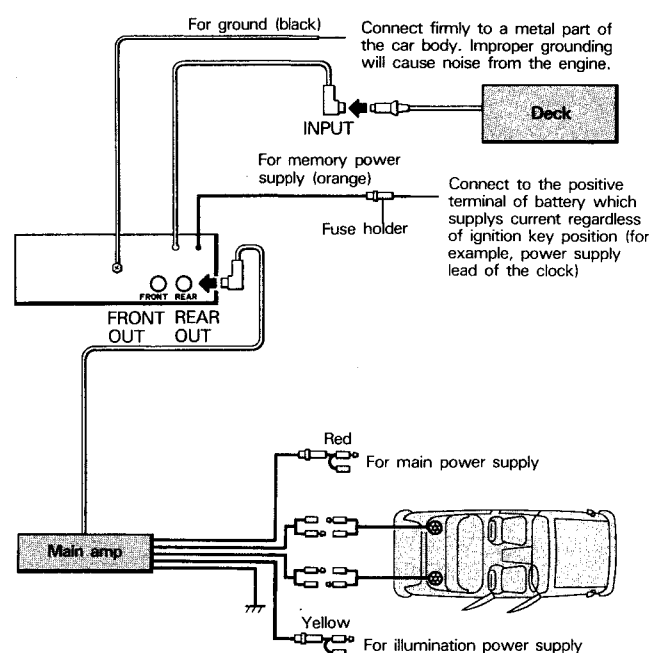 For ground (black)
Connect firmly to a metal part of
the car body. Improper grounding
will cause noise from the engine.
INPUT
Deck
For memory power
supply (orange)
Fuse holder
Connect to the positive
terminal of battery which
supplys current regardless
of ignition key position (for
example, power supply
lead of the clock)
FRONT REAR
FRONT REAR
OUT OUT
Red
For main power supply
Main amp
Yellow
For illumination power supply